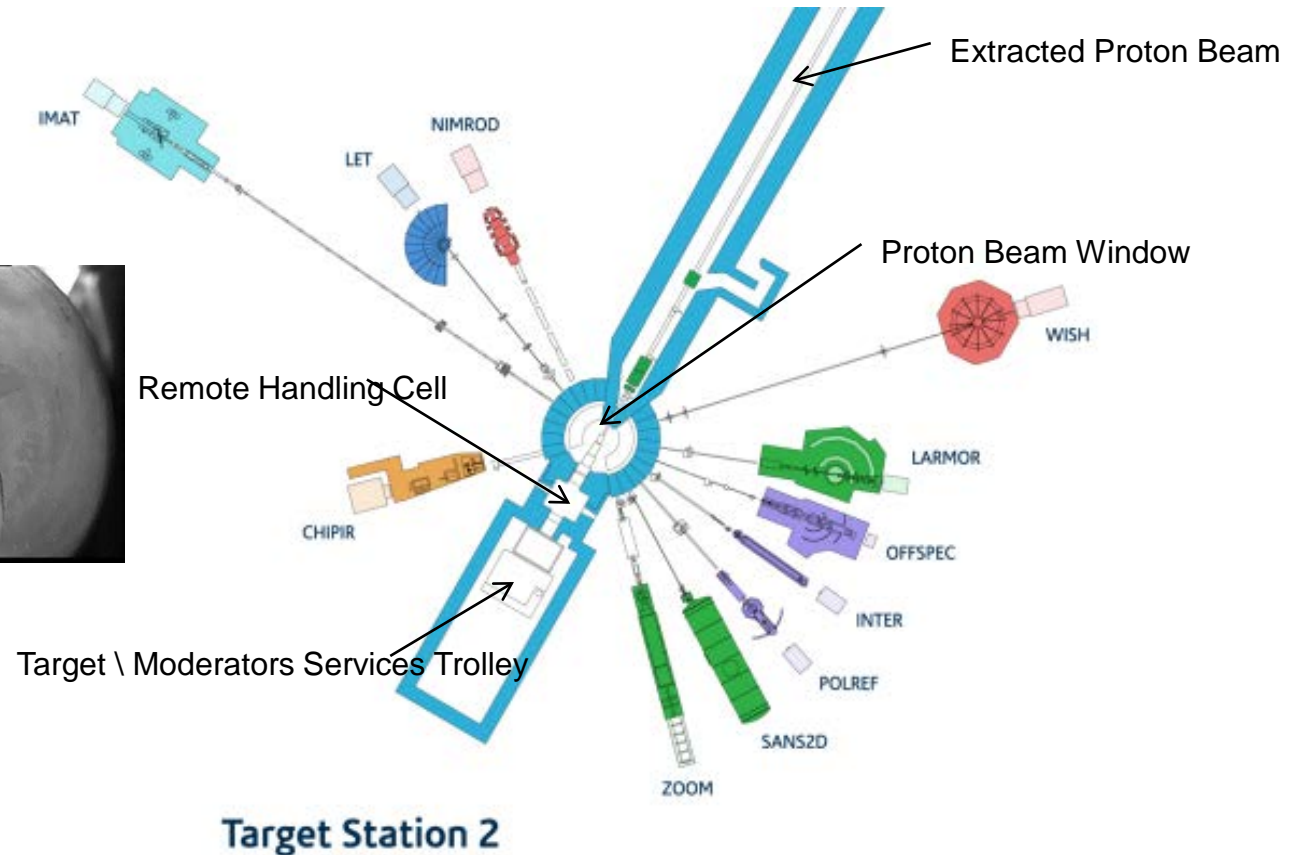 Extracted Proton Beam
IMAT
NIMROD
LET
Proton Beam Window
WISH
Remote Handling Cell
LARMOR
CHIPIR
OFFSPEC
INTER
Target \ Moderators Services Trolley
POLREF
SANS2D
ZOOM
Target Station 2